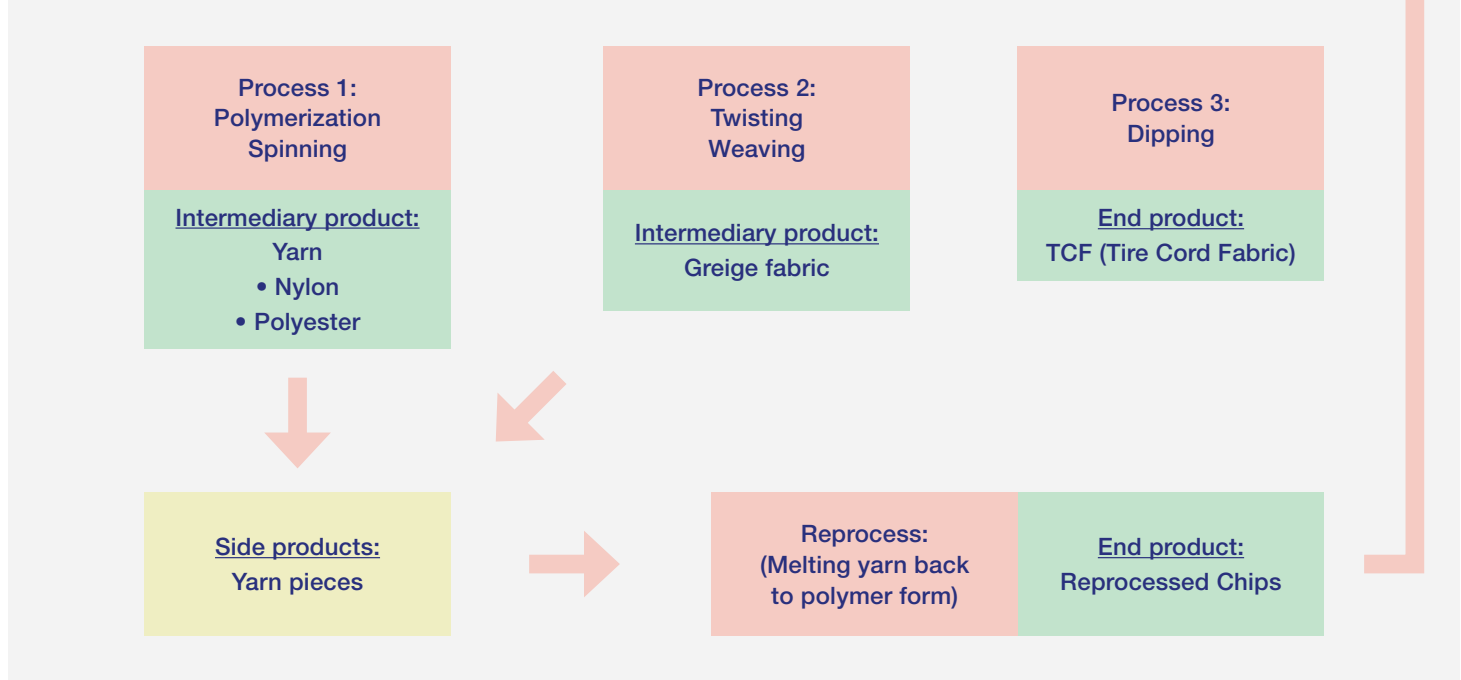 Process 1:
Polymerization
Spinning
Intermediary product:
Yarn
• Nylon
• Polyester
Process 2:
Twisting
Weaving
Intermediary product:
Greige fabric
Process 3:
Dipping
End product:
TCF (Tire Cord Fabric)
Side products:
Yarn pieces
Reprocess:
(Melting yarn back
to polymer form)
End product:
Reprocessed Chips